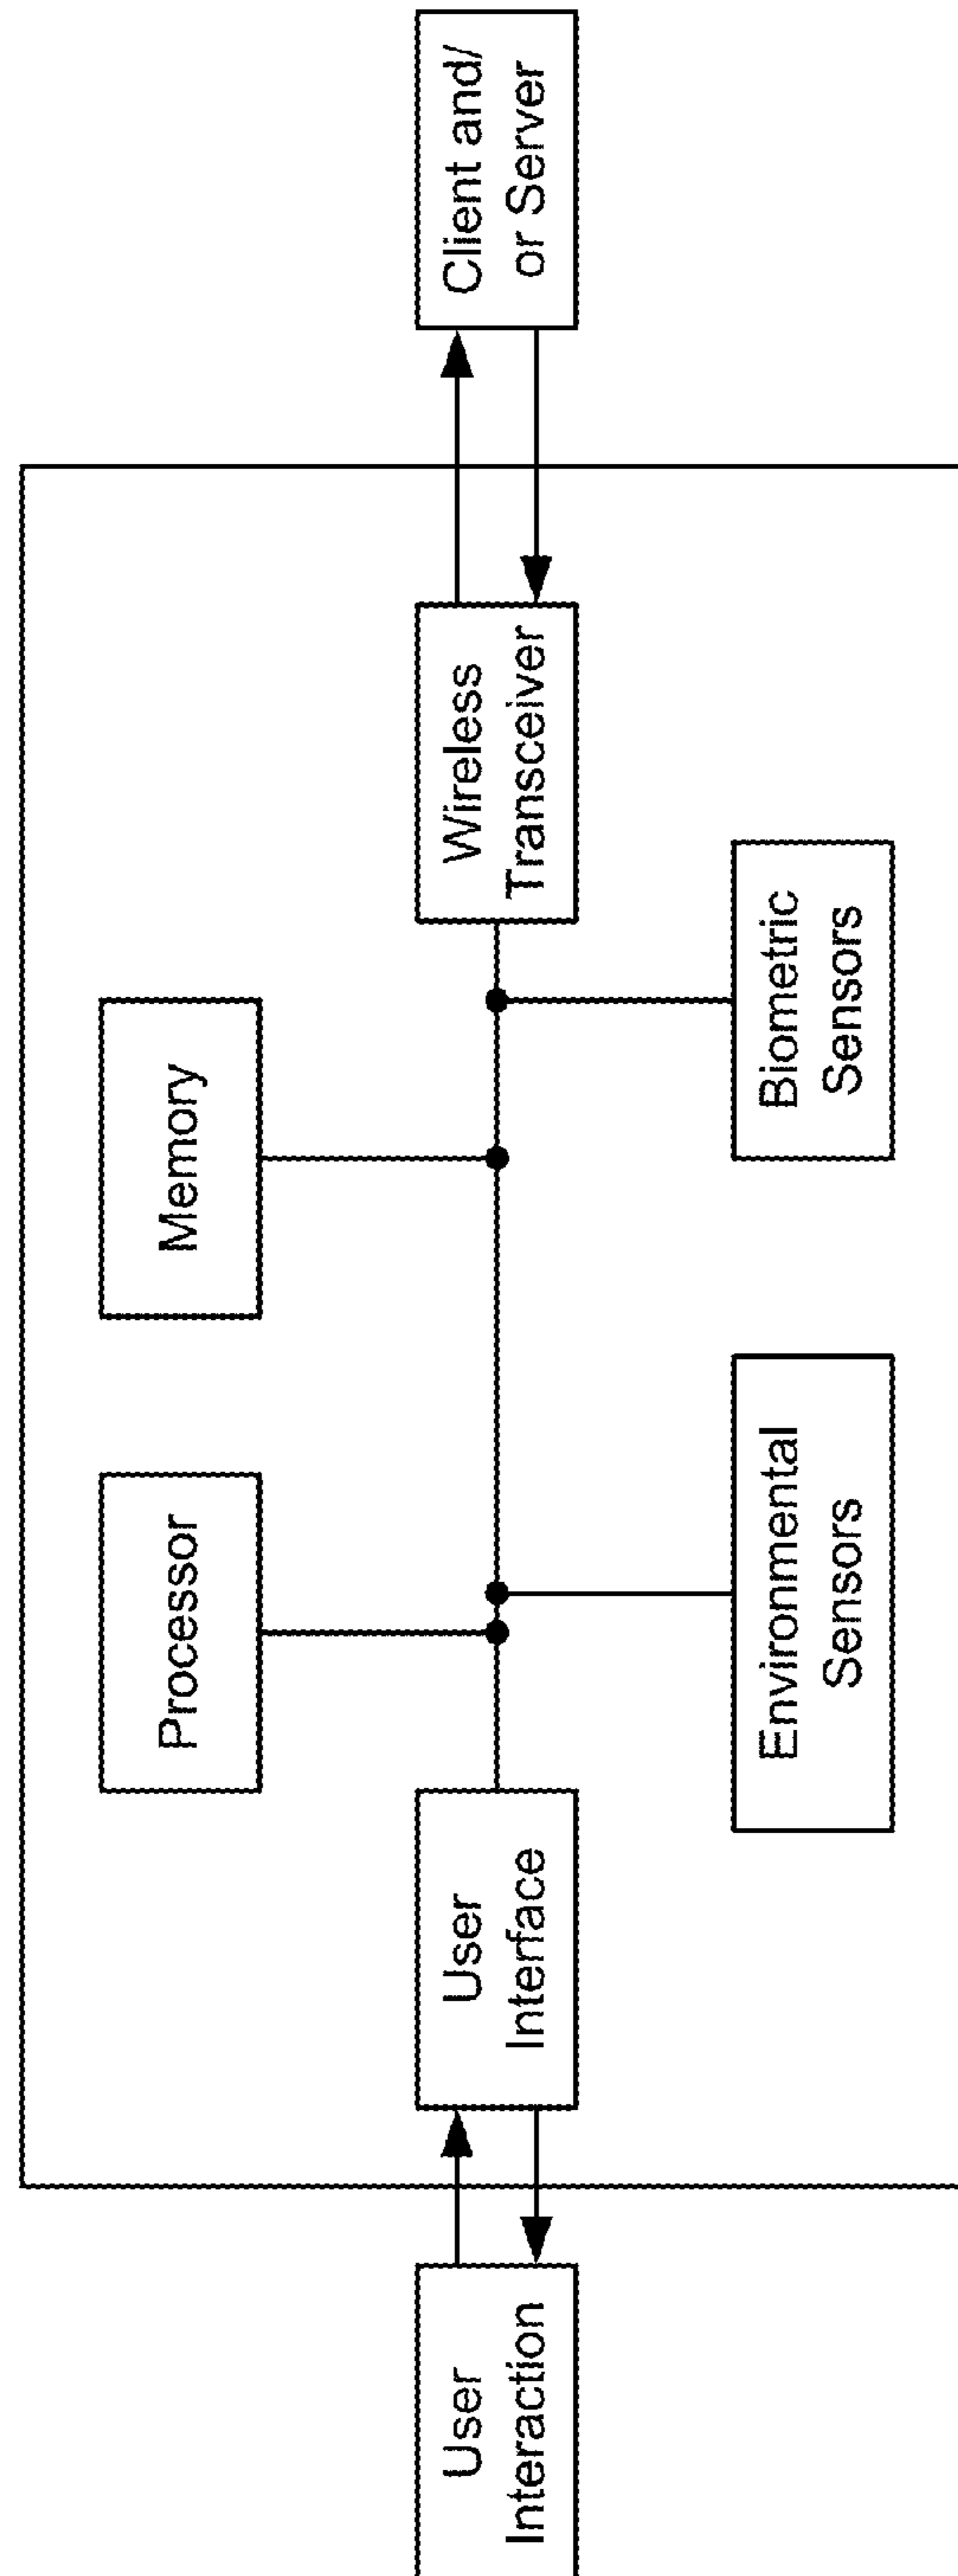 Processor
Memory
User
Interaction
User
Interface
Wireless
Transceiver
Client and/
or Server
Environmental
Sensors
Biometric
Sensors